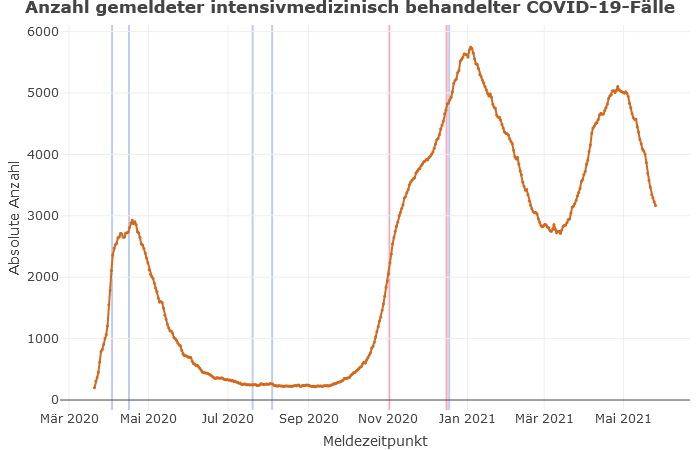 Anzahl gemeldeter intensivmedizinisch behandelter COVID-19-Fälle
Absolute Anzahl
6000
5000
4000
3000
2000
1000
0
Mär 2020 Mai 2020 Jul 2020 Sep 2020 Nov 2020 Jan 2021 Mär 2021 Mai 2021
Meldezeitpunkt